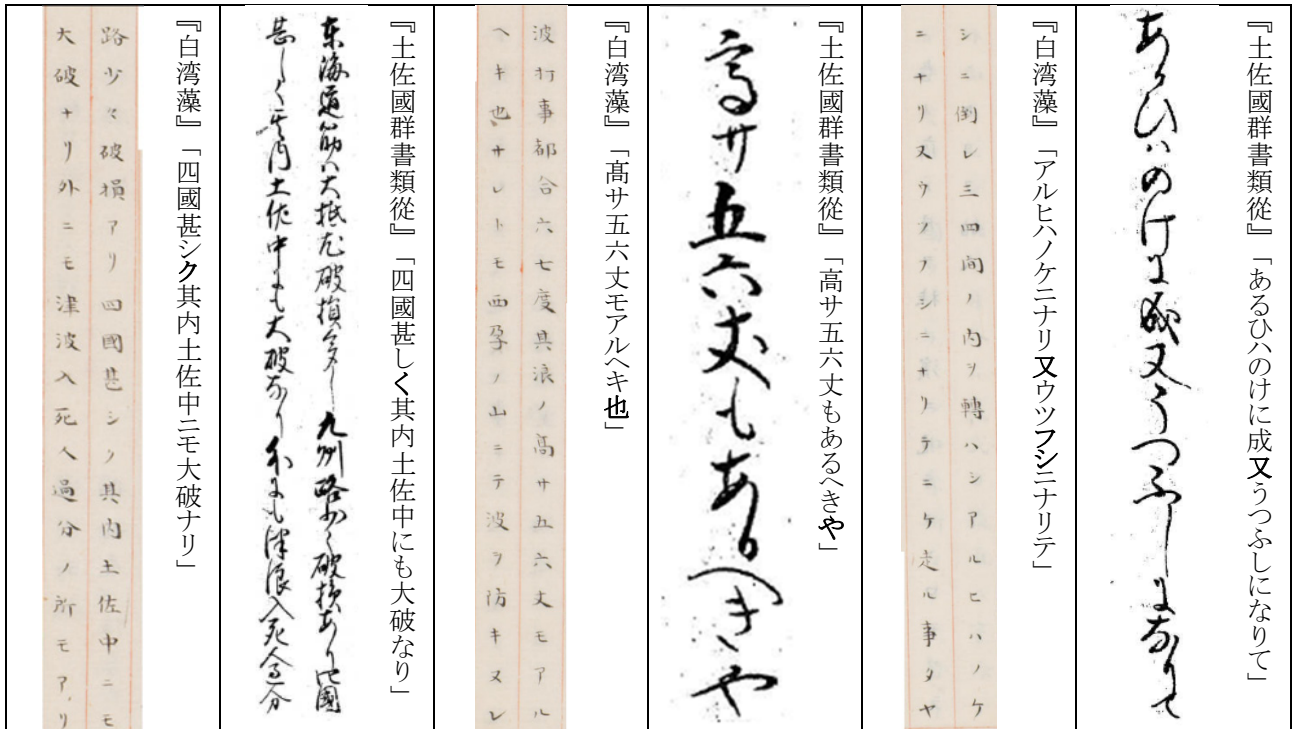 『土佐國群書類從』「あるひハのけに成又うつふしになりて」
あるひハのけに成又うつふしになりて
『白湾藻』「アルヒハノケニナリ又ウツフシニナリテ」
シニ倒レ三四間ノ内ヲ轉ハシアルヒハノケ
ニナリ又ウツフシニナリテニケ走ル事タヤ
『土佐國群書類從』「高サ五六丈もあるへきや」
高サ五六丈もあるへきや
『白湾藻』「髙サ五六丈モアルヘキ也」
波打事都合六七度具浪ノ高サ五六丈モアル
ヘキ也サレトモ西孕ノ山ニテ波ヲ防キヌレ
『土佐國群書類從』「四國甚しく其内土佐中にも大破なり」
東海道筋ハ大抵破損多し九州路少々破損あり四國
甚しく其内土佐中にも大破なり外にも津浪入死人過分
『白湾藻』「四國甚シク其内土佐中ニモ大破ナリ」
路少々破損アリ四國甚シク其内土佐中ニモ
大破ナリ外ニモ津波入死人過分ノ所モアリ